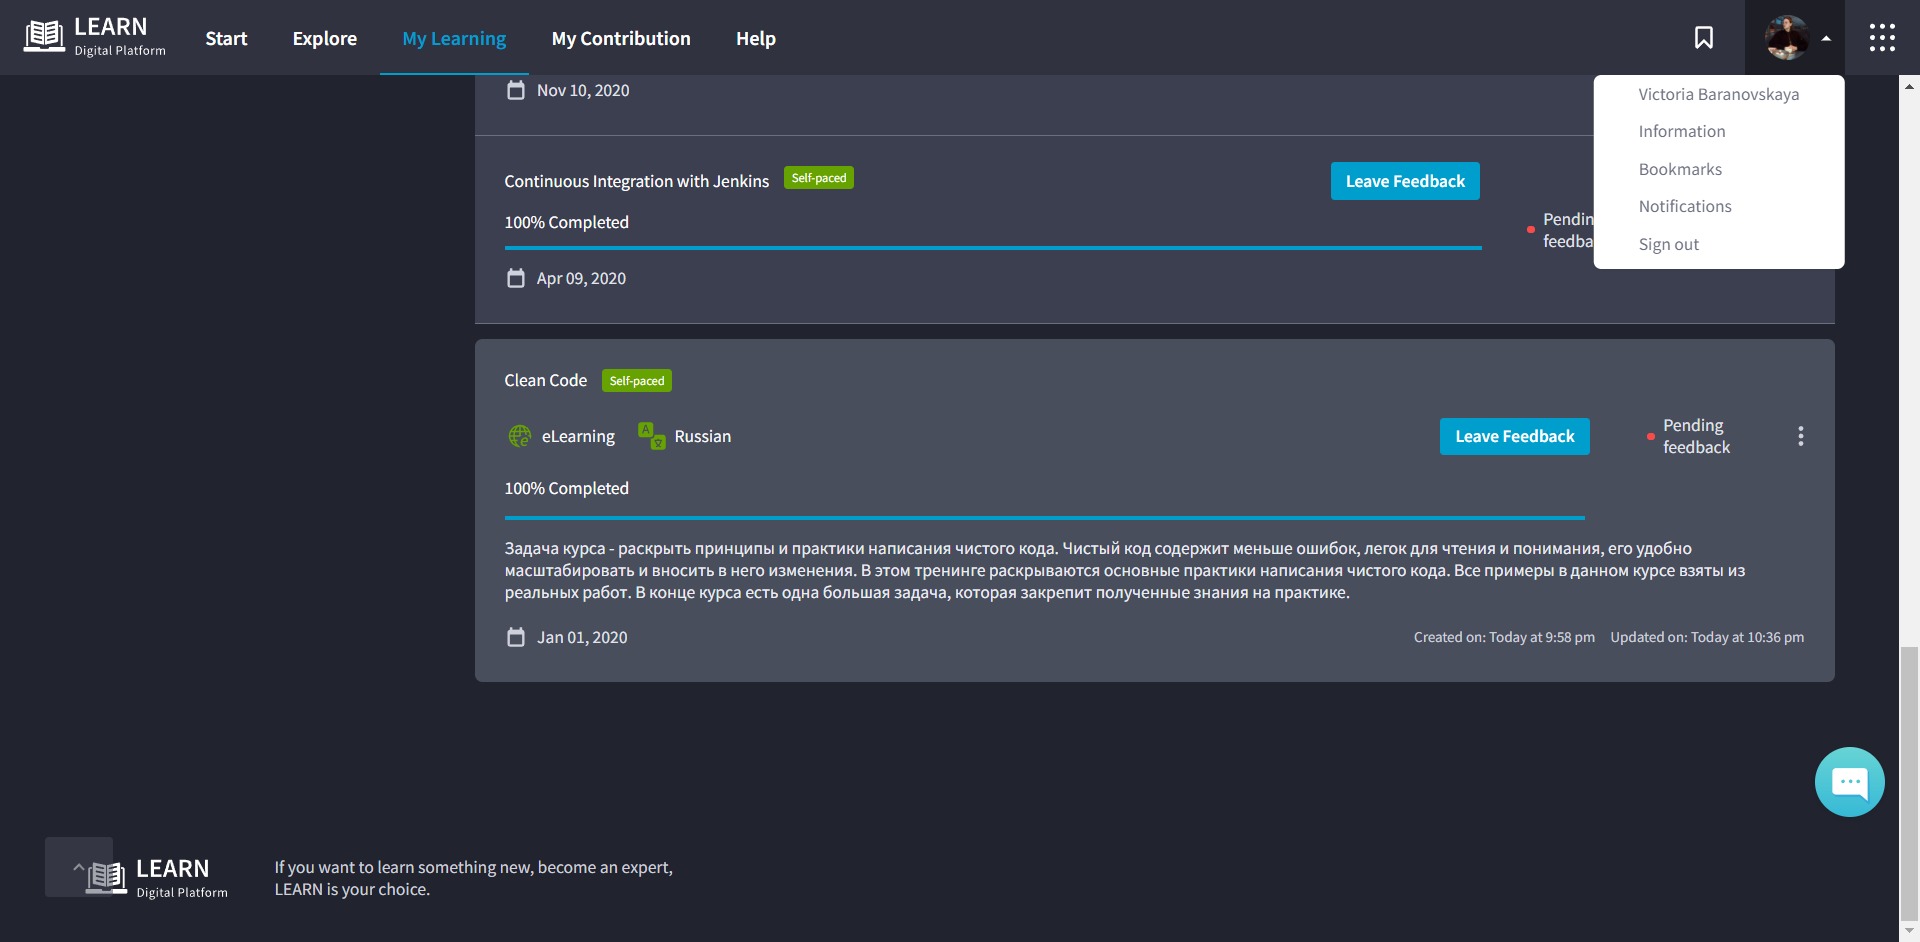 LEARN
Digital Platform
Start
Explore
My Learning
My Contribution
Help
Victoria Baranovskaya
Information
Bookmarks
Notifications
Sign out
Nov 10, 2020
Continuous Integration with Jenkins
Self-paced
Leave Feedback
100% Completed
Apr 09, 2020
Clean Code
Self-paced
eLearning
Russian
Leave Feedback
Pending
feedback
100% Completed
Задача курса - раскрыть принципы и практики написания чистого кода. Чистый код содержит меньше ошибок, легок для чтения и понимания, его удобно
масштабировать и вносить в него изменения. В этом тренинге раскрываются основные практики написания чистого кода. Все примеры в данном курсе взяты из
реальных работ. В конце курса есть одна большая задача, которая закрепит полученные знания на практике.
Jan 01, 2020
Created on: Today at 9:58 pm
Updated on: Today at 10:36 pm
LEARN
Digital Platform
If you want to learn something new, become an expert,
LEARN is your choice.